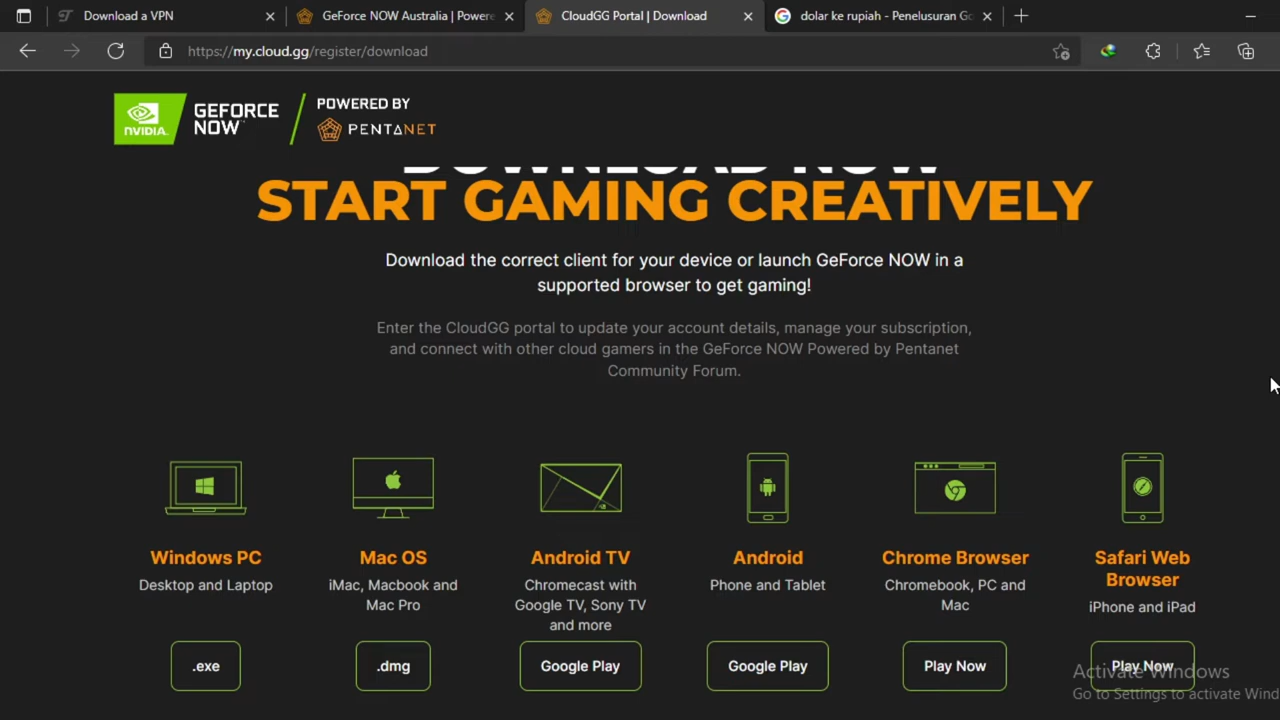 Download a VPN
GeForce NOW Australia | Powere
CloudGG Portal | Download
dolar ke rupiah - Penelusuran Go
https://my.cloud.gg/register/download
NVIDIA.
GEFORCE
NOW
POWERED BY
PENTANET
DOWNLOAD NOW
START GAMING CREATIVELY
Download the correct client for your device or launch GeForce NOW in a
supported browser to get gaming!
Enter the CloudGG portal to update your account details, manage your subscription,
and connect with other cloud gamers in the GeForce NOW Powered by Pentanet
Community Forum.
Windows PC
Desktop and Laptop
.exe
Mac OS
iMac, Macbook and
Mac Pro
.dmg
Android TV
Chromecast with
Google TV, Sony TV
and more
Google Play
Android
Phone and Tablet
Google Play
Chrome Browser
Chromebook, PC and
Mac
Play Now
Safari Web
Browser
iPhone and iPad
Play Now
Activate Windows
Go to Settings to activate Wind